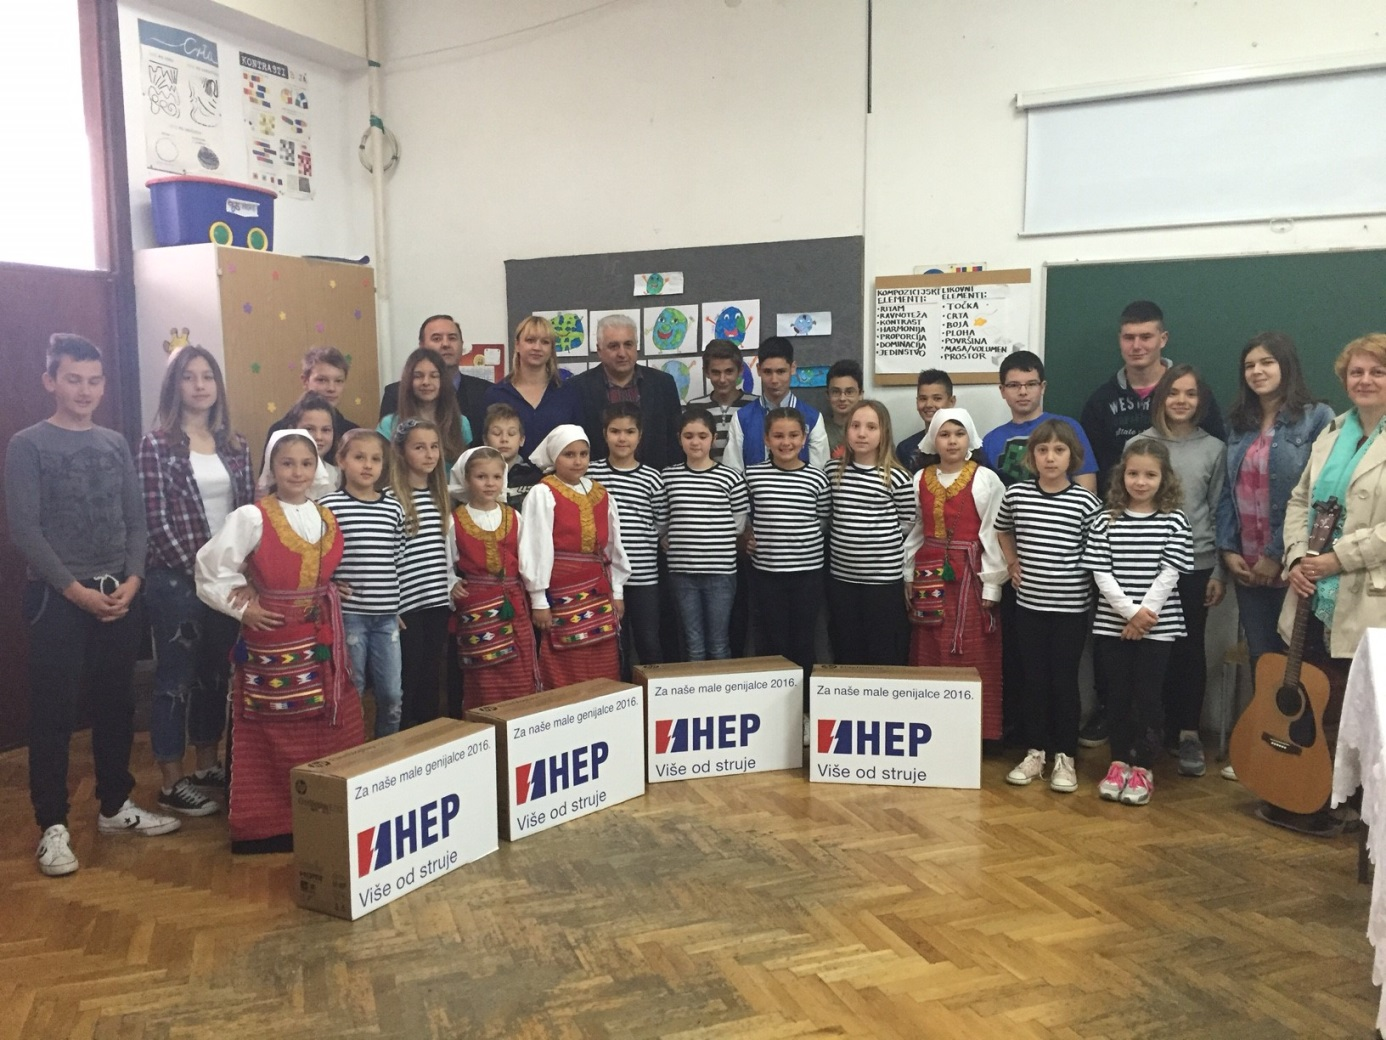 Crta
KONTRASTI
KOMPOZICIJSKI
ELEMENTI:
•RITAM
•RAVNOTEŽA
•KONTRAST
•HARMONIJA
•PROPORCIJA
•DOMINACIJA
•JEDINSTVO
LIKOVNI
ELEMENTI:
• TOČKA
• CRTA
• BOJA
• PLOHA
• POVRŠINA
• MASA/VOLUMEN
• PROSTOR
Za naše male genijalce 2016.
HEP
Više od struje
Za naše male genijalce 2016.
HEP
Više od struje
Za naše male genijalce 2016.
HEP
Više od struje
Za naše male genijalce 2016.
HEP
Više od struje
hp